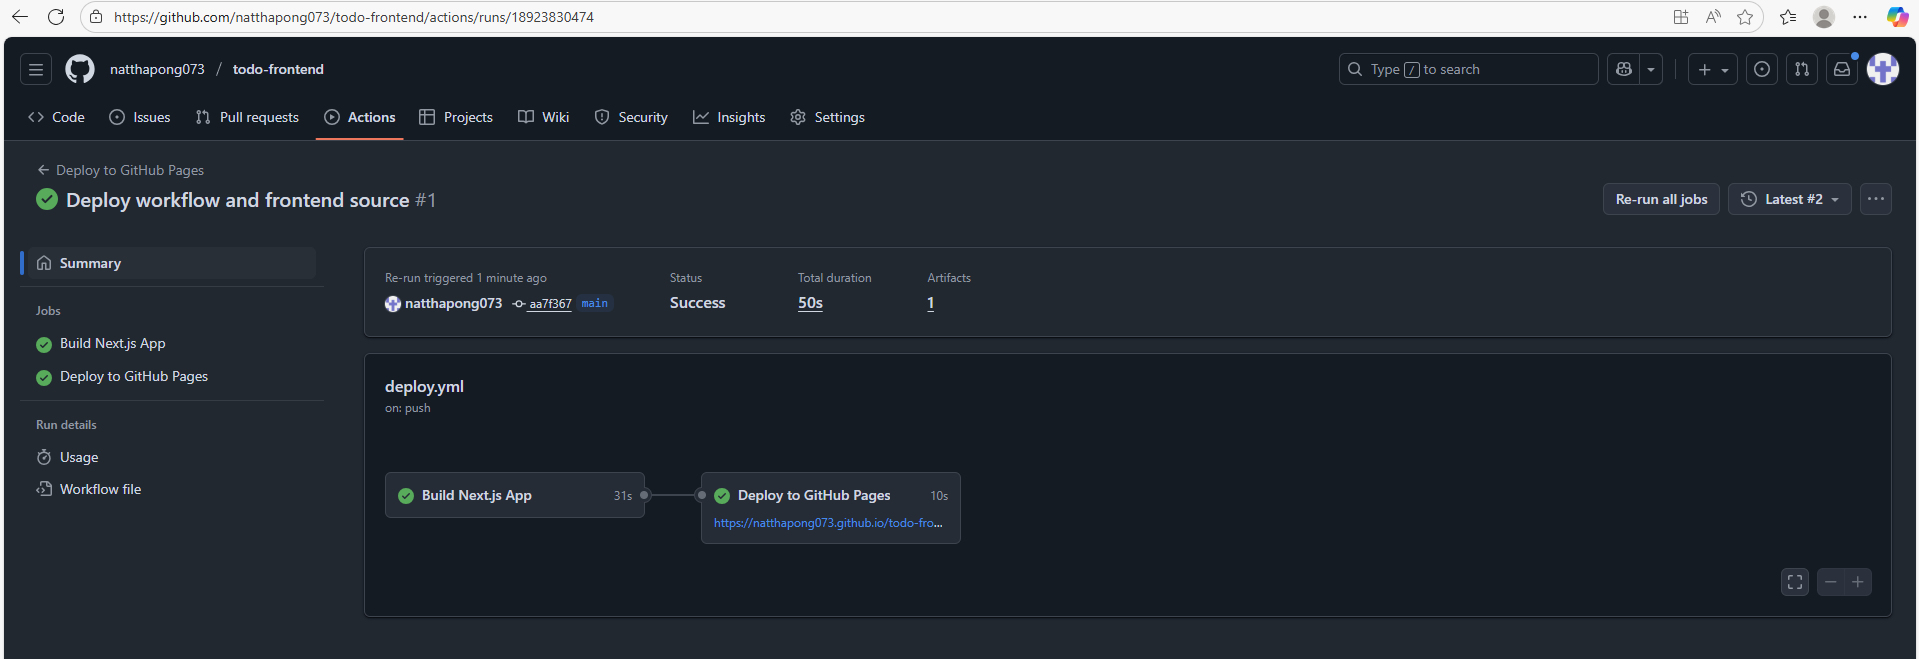 https://github.com/natthapong073/todo-frontend/actions/runs/18923830474
natthapong073 / todo-frontend
Type / to search
Code Issues Pull requests Actions Projects Wiki Security Insights Settings
← Deploy to GitHub Pages
Deploy workflow and frontend source #1
Re-run all jobs
Latest #2
Summary
Jobs
Build Next.js App
Deploy to GitHub Pages
Run details
Usage
Workflow file
Re-run triggered 1 minute ago
natthapong073 aa7f367 main
Status
Success
Total duration
50s
Artifacts
1
deploy.yml
on: push
Build Next.js App 31s
Deploy to GitHub Pages 10s
https://natthapong073.github.io/todo-fro...